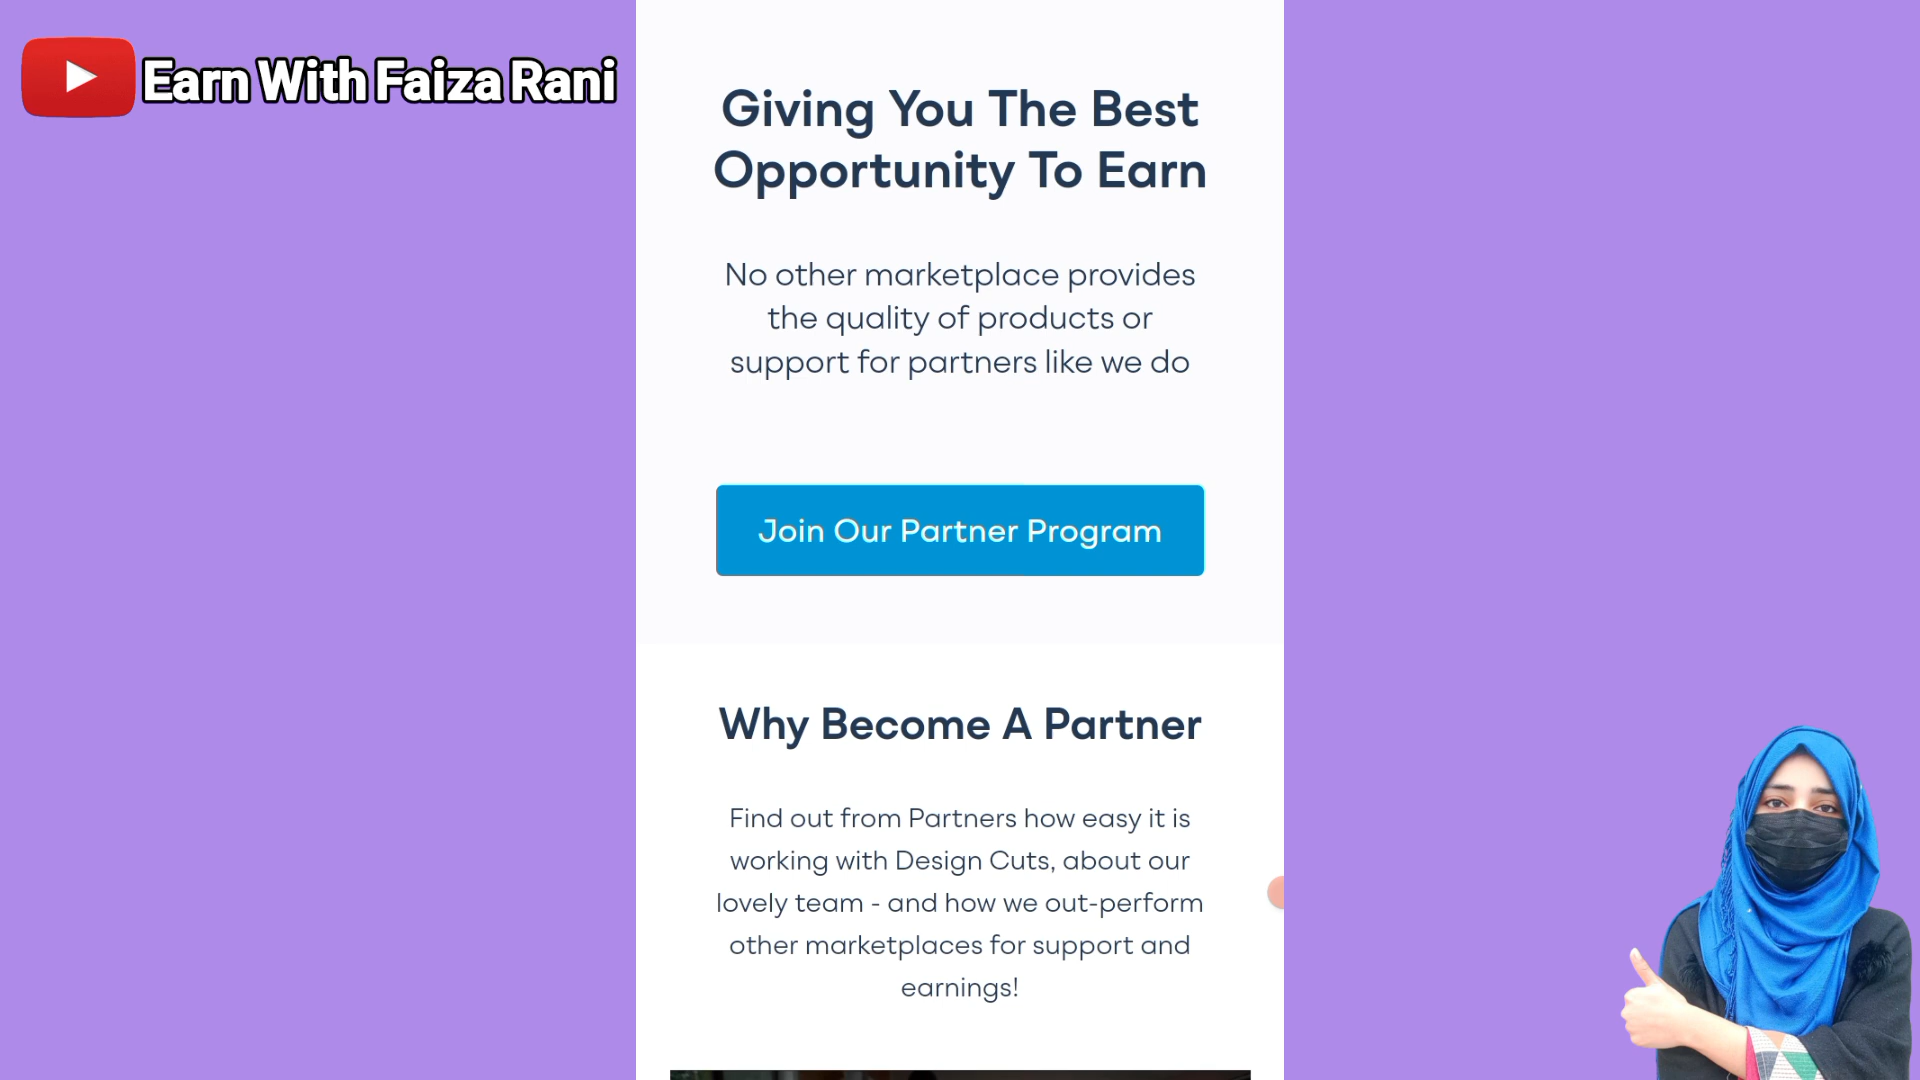 Earn With Faiza Rani
Giving You The Best
Opportunity To Earn
No other marketplace provides
the quality of products or
support for partners like we do
Join Our Partner Program
Why Become A Partner
Find out from Partners how easy it is
working with Design Cuts, about our
lovely team - and how we out-perform
other marketplaces for support and
earnings!